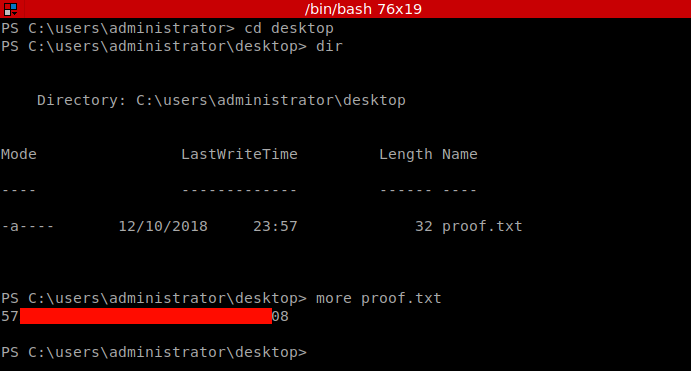 /bin/bash 76x19
PS C:\users\administrator> cd desktop
PS C:\users\administrator\desktop> dir
Directory: C:\users\administrator\desktop
Mode LastWriteTime Length Name
---- ------------- ------ ----
-a---- 12/10/2018 23:57 32 proof.txt
PS C:\users\administrator\desktop> more proof.txt
57 08
PS C:\users\administrator\desktop>